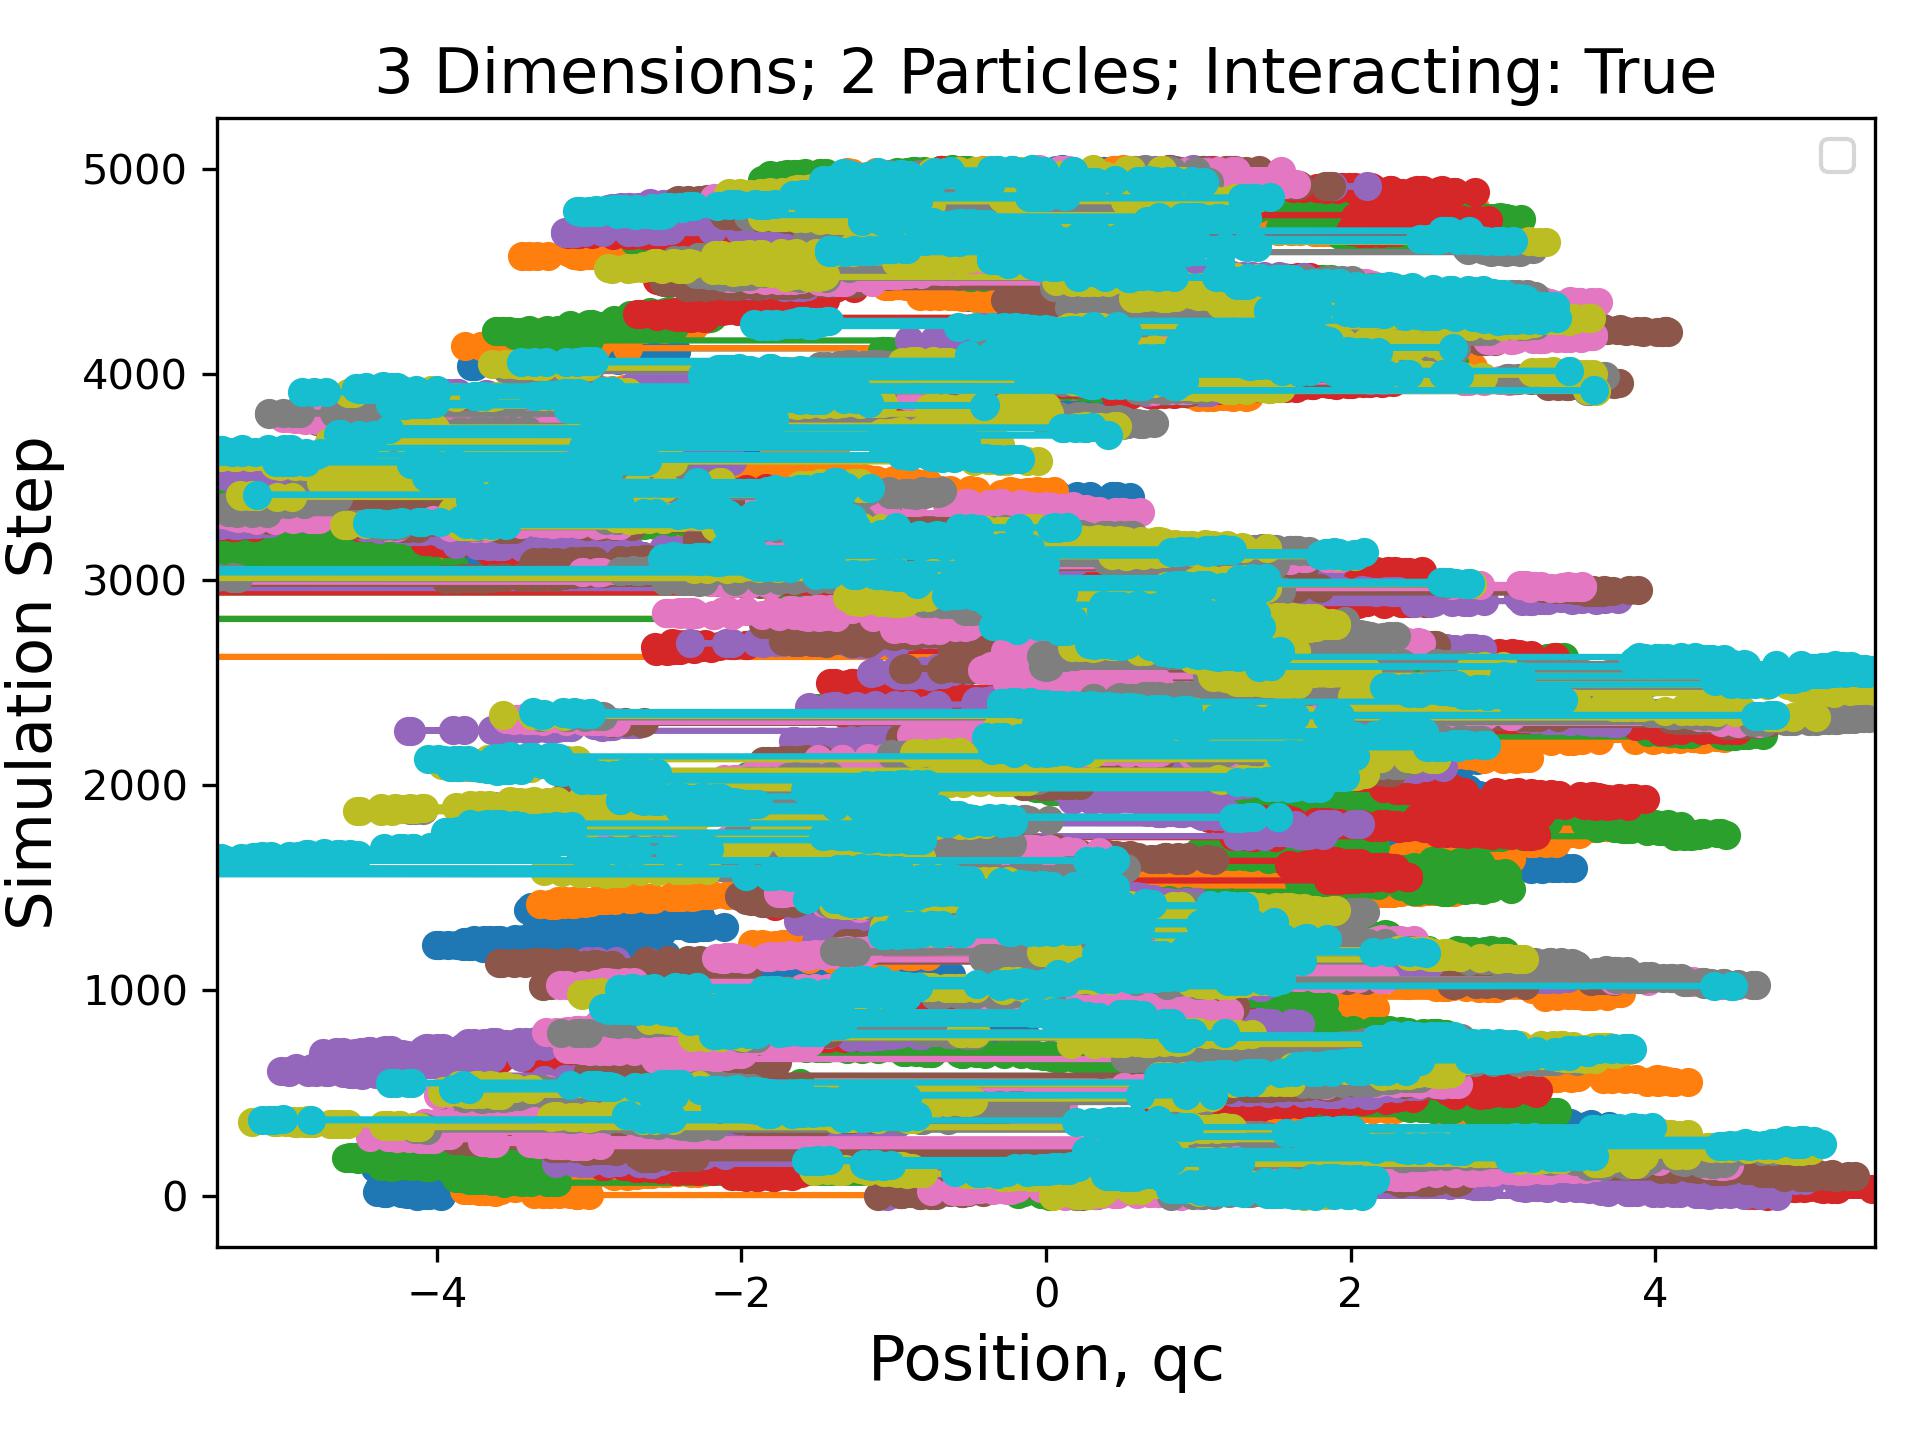 3 Dimensions; 2 Particles; Interacting: True
5000
4000
3000
2000
1000
0
Simulation Step
−4 −2 0 2 4
Position, qc